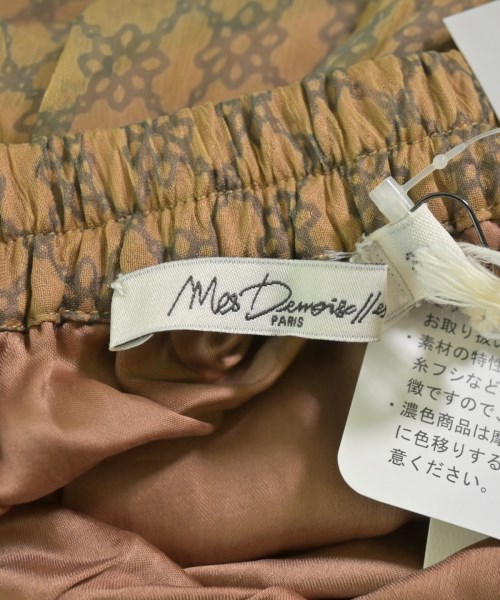 Mes Demoiselles
PARIS
お取り扱い
・素材の特性
糸フシなど
徴ですので
・濃色商品は摩
に色移りする
意ください。